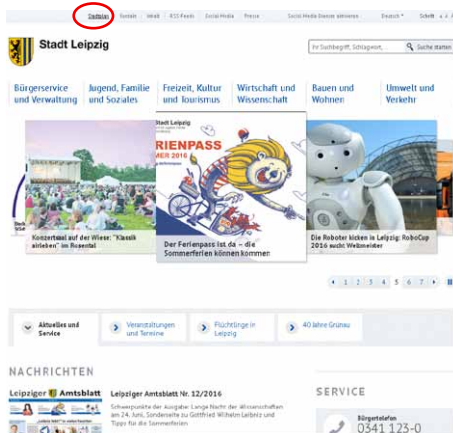 Stadtplan Kontakt Inhalt RSS-Feeds Social Media Presse Social Media Dienste aktivieren Deutsch Schrift
Stadt Leipzig
Ihr Suchbegriff, Schlagwort, ... Suche starten
Bürgerservice
und Verwaltung
Jugend, Familie
und Soziales
Freizeit, Kultur
und Tourismus
Wirtschaft und
Wissenschaft
Bauen und
Wohnen
Umwelt und
Verkehr
Stadt Leipzig
RIENPASS
MER 2016
Konzertsaal auf der Wiese: "Klassik
airleben" im Rosental
Der Ferienpass ist da – die
Sommerferien können kommen
Die Roboter kicken in Leipzig: RoboCup
2016 sucht Weltmeister
1 2 3 4 5 6 7
Aktuelles und
Service
Veranstaltungen
und Termine
Flüchtlinge in
Leipzig
40 Jahre Grünau
NACHRICHTEN
Leipziger Amtsblatt
Leipziger Amtsblatt Nr. 12/2016
Schwerpunkte der Ausgabe: Lange Nacht der Wissenschaften
am 24. Juni, Sonderseite zu Gottfried Wilhelm Leibniz und
Tipps für die Sommerferien
SERVICE
Bürgertelefon
0341 123-0